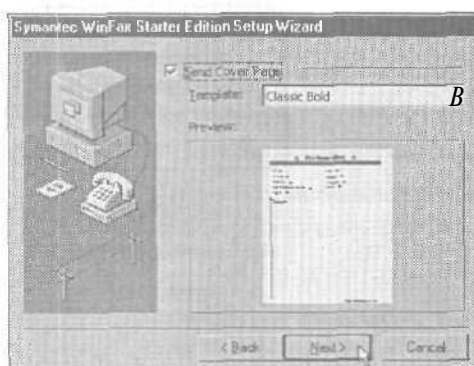 Symantec WinFax Starter Edition Setup Wizard
Send Cover Page
Template: Classic Bold B
Preview:
< Back Next > Cancel